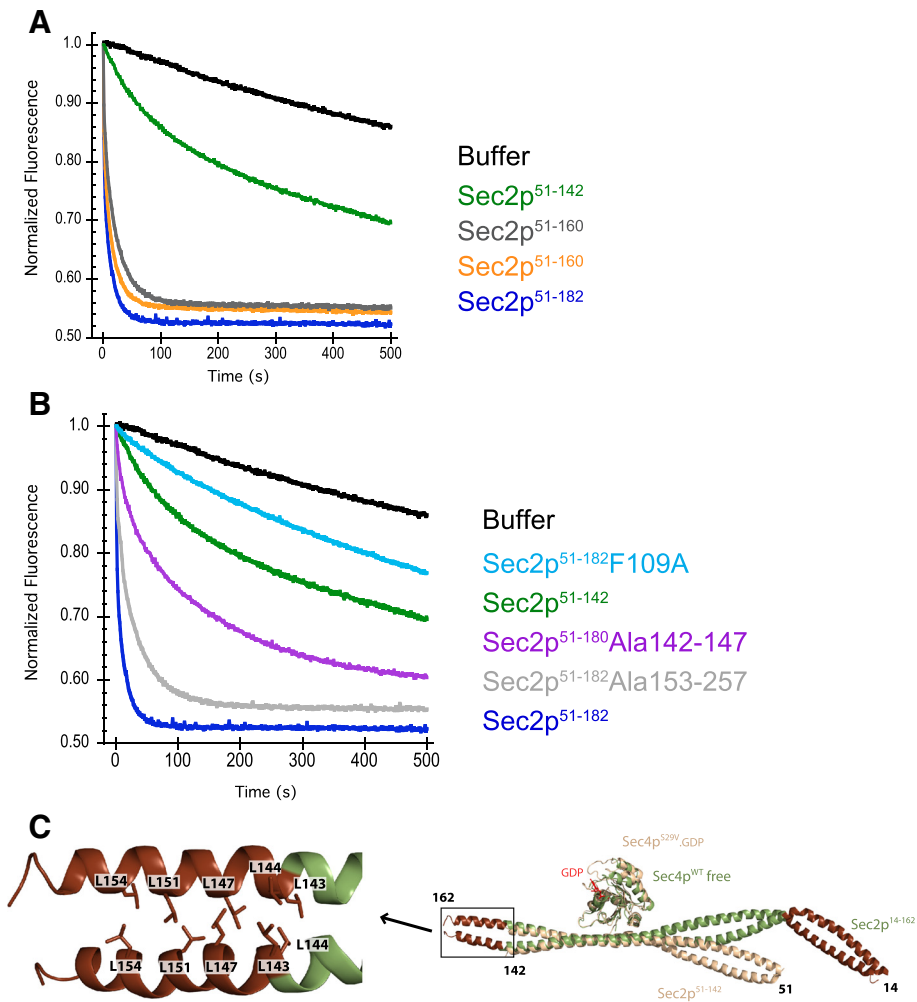 A
1.0
0.90
0.80
0.70
0.60
0.50
Normalized Fluorescence
0 100 200 300 400 500
Time (s)
Buffer
Sec2p51-142
Sec2p51-160
Sec2p51-160
Sec2p51-182
B
1.0
0.90
0.80
0.70
0.60
0.50
Normalized Fluorescence
0 100 200 300 400 500
Time (s)
Buffer
Sec2p51-182F109A
Sec2p51-142
Sec2p51-180Ala142-147
Sec2p51-182Ala153-257
Sec2p51-182
C
L154 L151 L147 L144 L143
L154 L151 L147 L143 L144
Sec4pS29V.GDP
GDP
Sec4pWT free
162
Sec2p14-162
142
Sec2p51-142
51
14